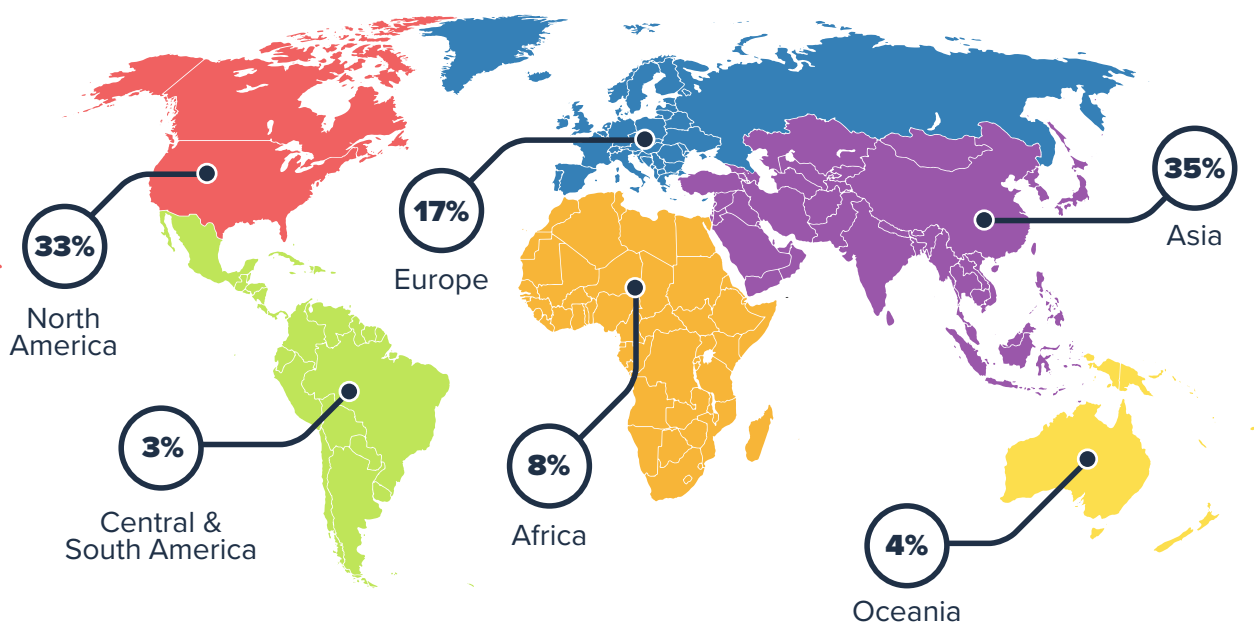 33%
North
America
17%
Europe
35%
Asia
3%
Central &
South America
8%
Africa
4%
Oceania